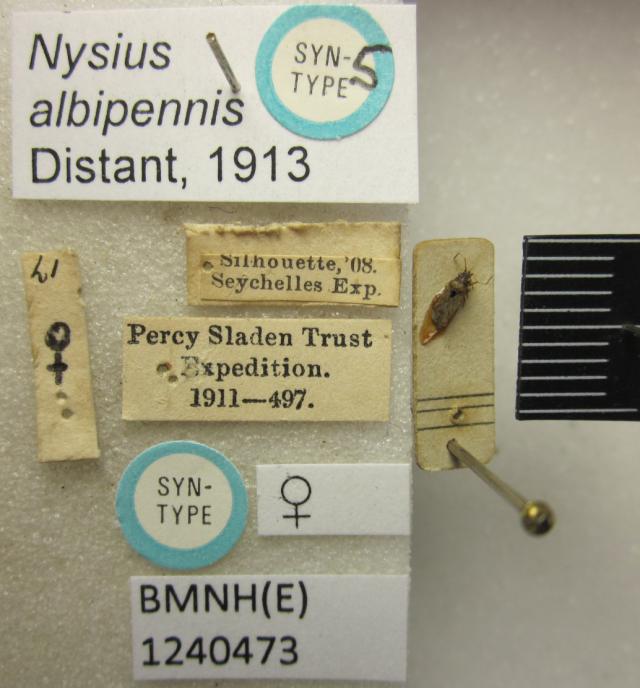 Nysius
albipennis
Distant, 1913
SYN-
TYPE
5
Silhouette,'08.
Seychelles Exp.
♀
Percy Sladen Trust
Expedition.
1911—497.
SYN-
TYPE
♀
BMNH(E)
1240473